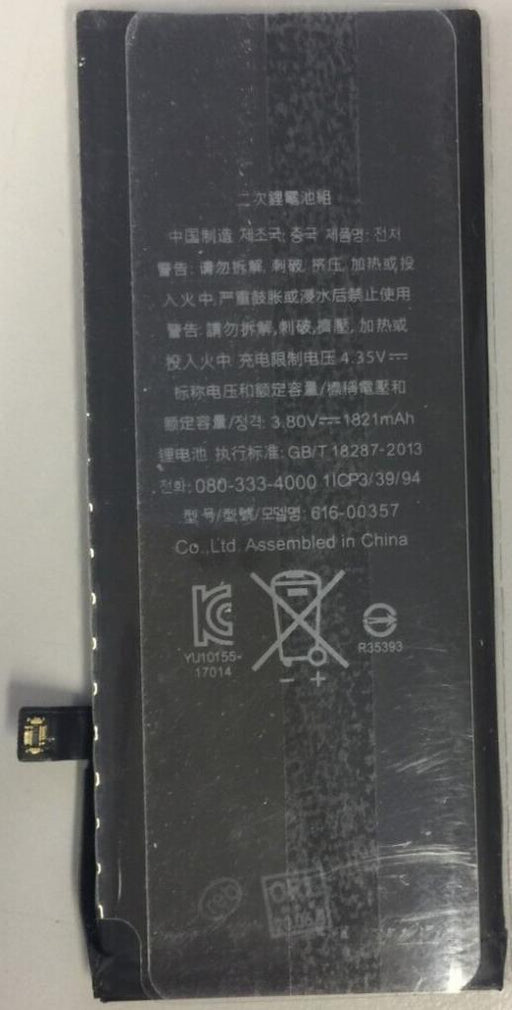 二次鋰電池組
中国制造 제조국: 중국 제품명: 전지
警告: 请勿拆解, 刺破, 挤压, 加热或投
入火中,严重鼓胀或浸水后禁止使用
警告: 請勿拆解,刺破,擠壓, 加热或
投入火中 充电限制电压 4.35V⎓
标称电压和额定容量/標稱電壓和
额定容量/정격: 3.80V⎓1821mAh
锂电池 执行标准: GB/T 18287-2013
전화: 080-333-4000 1ICP3/39/94
型号/型號/모델명: 616-00357
Co.,Ltd. Assembled in China
YU10155-
17014
R35393
− +
ORI